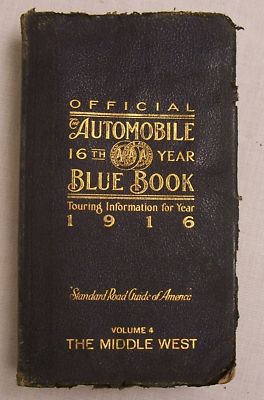 OFFICIAL
The AUTOMOBILE
16TH YEAR
BLUE BOOK
Touring Information for Year
1916
"Standard Road Guide of America"
VOLUME 4
THE MIDDLE WEST